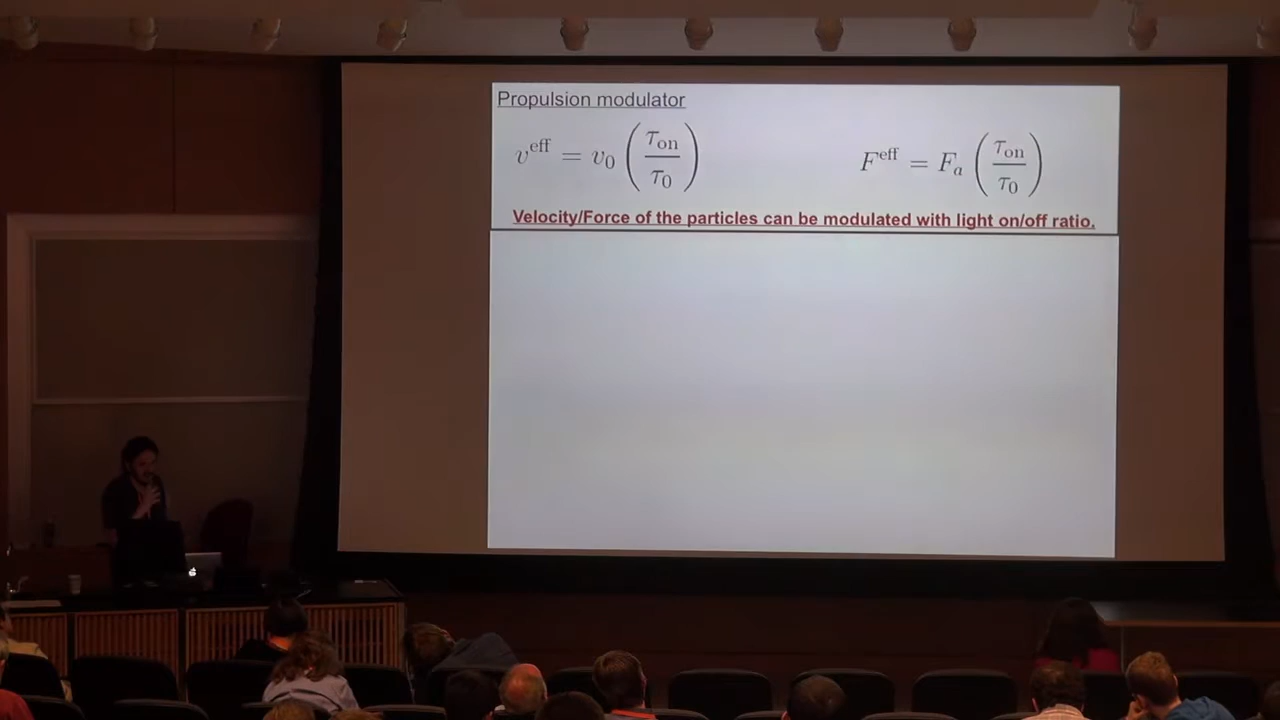 Propulsion modulator
v^eff = v_0 (τ_on / τ_0)
F^eff = F_a (τ_on / τ_0)
Velocity/Force of the particles can be modulated with light on/off ratio.